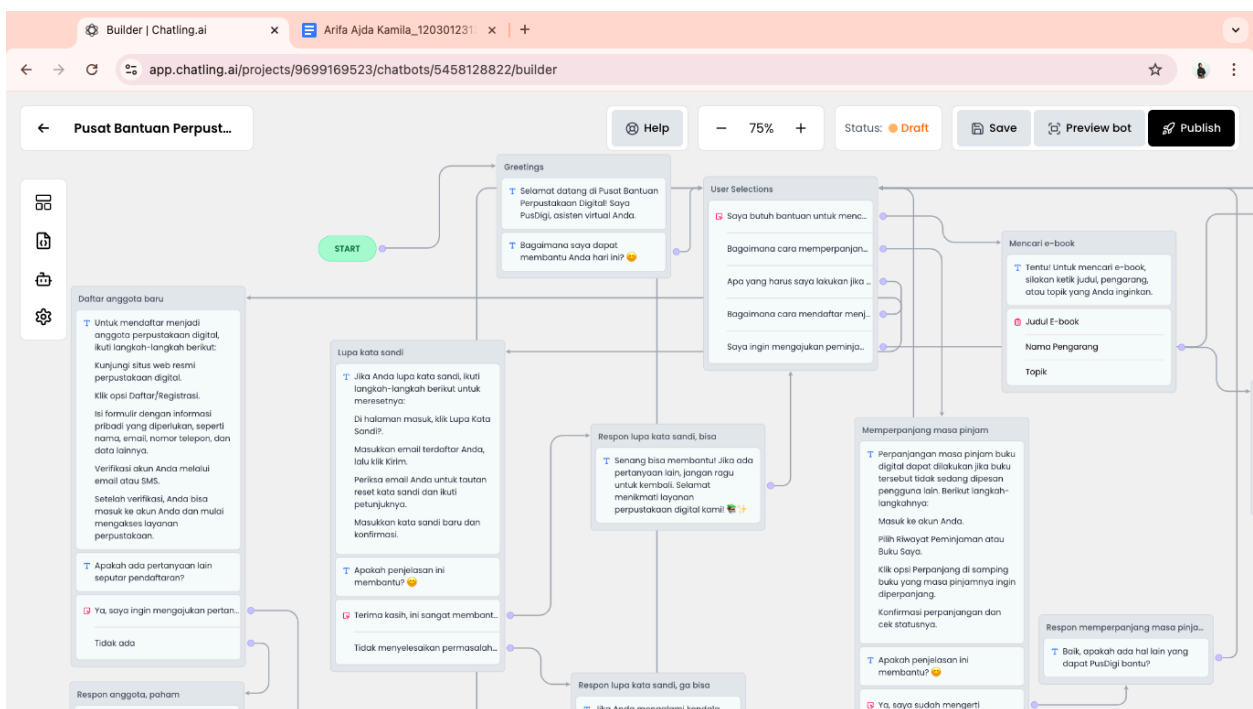 Builder | Chatling.ai
Arifa Ajda Kamila_12030123
app.chatling.ai/projects/9699169523/chatbots/5458128822/builder
Pusat Bantuan Perpust...
Help
75%
Status: Draft
Save
Preview bot
Publish
START
Greetings
Selamat datang di Pusat Bantuan
Perpustakaan Digital! Saya
PusDigi, asisten virtual Anda.
Bagaimana saya dapat
membantu Anda hari ini? 😊
User Selections
Saya butuh bantuan untuk menc...
Bagaimana cara memperpanjan...
Apa yang harus saya lakukan jika ...
Bagaimana cara mendaftar menj...
Saya ingin mengajukan peminja...
Mencari e-book
Tentu! Untuk mencari e-book,
silakan ketik judul, pengarang,
atau topik yang Anda inginkan.
Judul E-book
Nama Pengarang
Topik
Daftar anggota baru
Untuk mendaftar menjadi
anggota perpustakaan digital,
ikuti langkah-langkah berikut:
Kunjungi situs web resmi
perpustakaan digital.
Klik opsi Daftar/Registrasi.
Isi formulir dengan informasi
pribadi yang diperlukan, seperti
nama, email, nomor telepon, dan
data lainnya.
Verifikasi akun Anda melalui
email atau SMS.
Setelah verifikasi, Anda bisa
masuk ke akun Anda dan mulai
mengakses layanan
perpustakaan.
Apakah ada pertanyaan lain
seputar pendaftaran?
Ya, saya ingin mengajukan pertan...
Tidak ada
Respon anggota, paham
Lupa kata sandi
Jika Anda lupa kata sandi, ikuti
langkah-langkah berikut untuk
meresetnya:
Di halaman masuk, klik Lupa Kata
Sandi?.
Masukkan email terdaftar Anda,
lalu klik Kirim.
Periksa email Anda untuk tautan
reset kata sandi dan ikuti
petunjuknya.
Masukkan kata sandi baru dan
konfirmasi.
Apakah penjelasan ini
membantu? 😊
Terima kasih, ini sangat membant...
Tidak menyelesaikan permasalah...
Respon lupa kata sandi, bisa
Senang bisa membantu! Jika ada
pertanyaan lain, jangan ragu
untuk kembali. Selamat
menikmati layanan
perpustakaan digital kami! 📚✨
Respon lupa kata sandi, ga bisa
Jika Anda mengalami kendala
Memperpanjang masa pinjam
Perpanjangan masa pinjam buku
digital dapat dilakukan jika buku
tersebut tidak sedang dipesan
pengguna lain. Berikut langkah-
langkahnya:
Masuk ke akun Anda.
Pilih Riwayat Peminjaman atau
Buku Saya.
Klik opsi Perpanjang di samping
buku yang masa pinjamnya ingin
diperpanjang.
Konfirmasi perpanjangan dan
cek statusnya.
Apakah penjelasan ini
membantu? 😊
Ya, saya sudah mengerti
Respon memperpanjang masa pinja...
Baik, apakah ada hal lain yang
dapat PusDigi bantu?